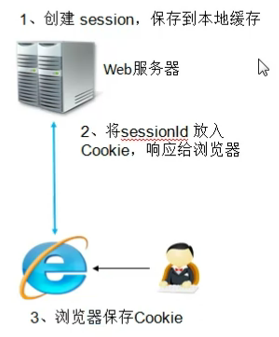 1、创建 session，保存到本地缓存
Web服务器
2、将sessionId 放入
Cookie，响应给浏览器
3、浏览器保存Cookie